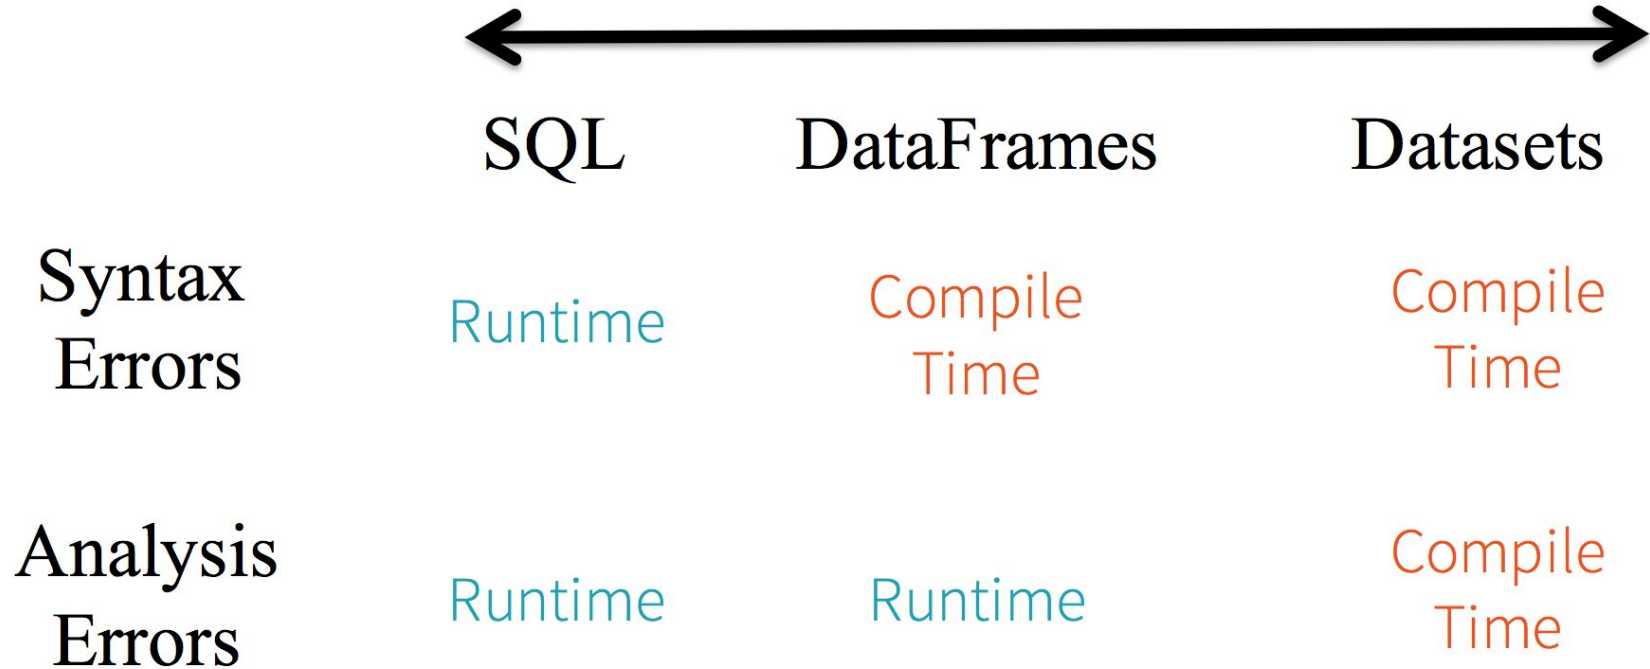 SQL DataFrames Datasets
Syntax
Errors
Runtime
Compile
Time
Compile
Time
Analysis
Errors
Runtime
Runtime
Compile
Time